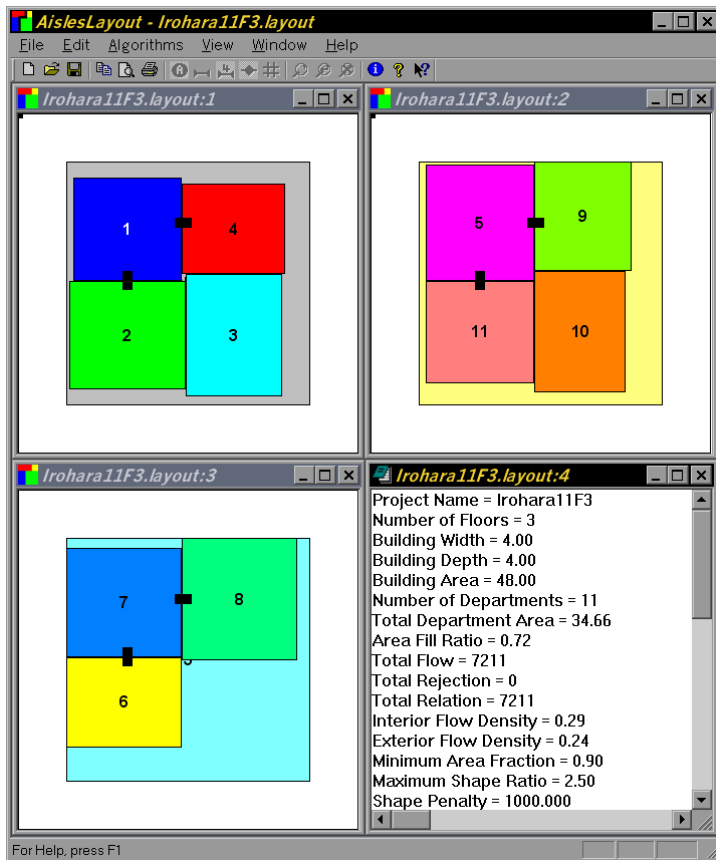 AislesLayout - Irohara11F3.layout
File Edit Algorithms View Window Help
Irohara11F3.layout:1
1
4
2
3
Irohara11F3.layout:2
5
9
11
10
Irohara11F3.layout:3
7
8
6
Irohara11F3.layout:4
Project Name = Irohara11F3
Number of Floors = 3
Building Width = 4.00
Building Depth = 4.00
Building Area = 48.00
Number of Departments = 11
Total Department Area = 34.66
Area Fill Ratio = 0.72
Total Flow = 7211
Total Rejection = 0
Total Relation = 7211
Interior Flow Density = 0.29
Exterior Flow Density = 0.24
Minimum Area Fraction = 0.90
Maximum Shape Ratio = 2.50
Shape Penalty = 1000.000
For Help, press F1